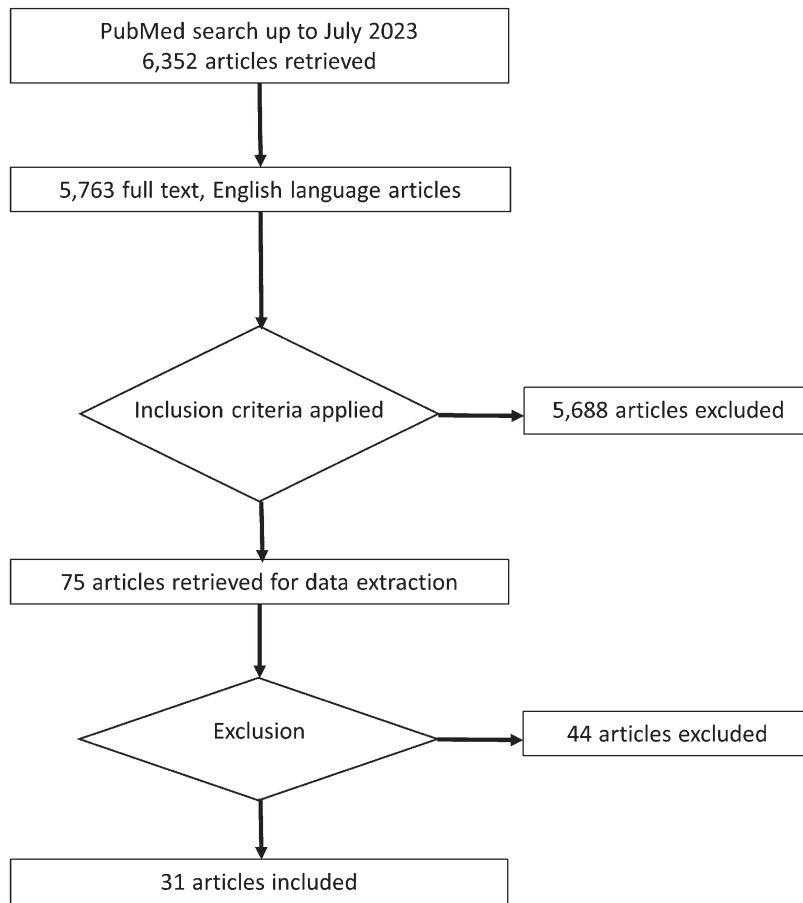 PubMed search up to July 2023
6,352 articles retrieved
5,763 full text, English language articles
Inclusion criteria applied
5,688 articles excluded
75 articles retrieved for data extraction
Exclusion
44 articles excluded
31 articles included